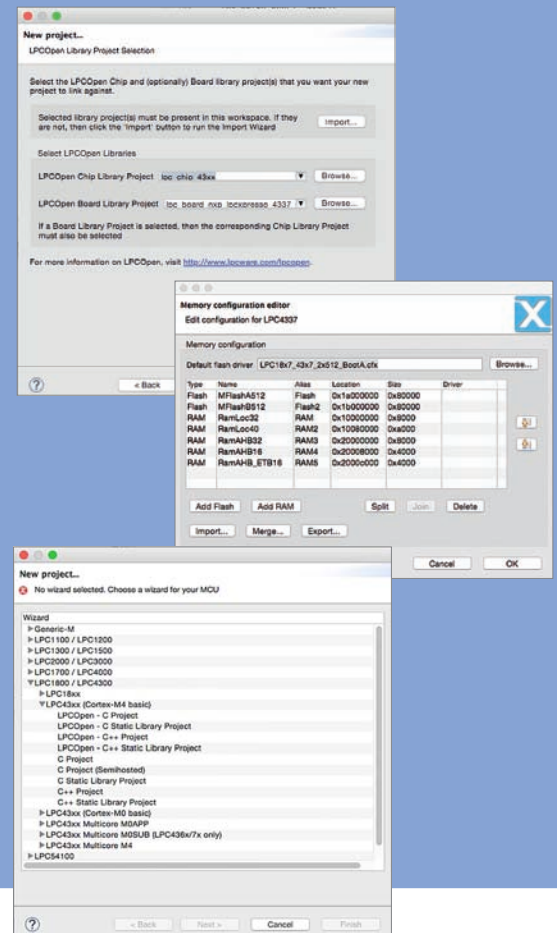 New project...
LPCOpen Library Project Selection
Select the LPCOpen Chip and (optionally) Board library project(s) that you want your new
project to link against.
Selected library project(s) must be present in this workspace. If they
are not, then click the 'Import' button to run the Import Wizard
Import...
Select LPCOpen Libraries
LPCOpen Chip Library Project lpc_chip_43xx Browse...
LPCOpen Board Library Project lpc_board_nxp_lpcxpresso_4337 Browse...
If a Board Library Project is selected, then the corresponding Chip Library Project
must also be selected
For more information on LPCOpen, visit http://www.lpcware.com/lpcopen.
? < Back
Memory configuration editor
Edit configuration for LPC4337
X
Memory configuration
Default flash driver LPC18x7_43x7_2x512_BootA.cfx Browse...
Type Name Alias Location Size Driver
Flash MFlashA512 Flash 0x1a000000 0x80000
Flash MFlashB512 Flash2 0x1b000000 0x80000
RAM RamLoc32 RAM 0x10000000 0x8000
RAM RamLoc40 RAM2 0x10080000 0xa000
RAM RamAHB32 RAM3 0x20000000 0x8000
RAM RamAHB16 RAM4 0x20008000 0x4000
RAM RamAHB_ETB16 RAM5 0x2000c000 0x4000
Add Flash Add RAM Split Join Delete
Import... Merge... Export...
Cancel OK
New project...
No wizard selected. Choose a wizard for your MCU
Wizard
Generic-M
LPC1100 / LPC1200
LPC1300 / LPC1500
LPC2000 / LPC3000
LPC1700 / LPC4000
LPC1800 / LPC4300
LPC18xx
LPC43xx (Cortex-M4 basic)
LPCOpen - C Project
LPCOpen - C Static Library Project
LPCOpen - C++ Project
LPCOpen - C++ Static Library Project
C Project
C Project (Semihosted)
C Static Library Project
C++ Project
C++ Static Library Project
LPC43xx (Cortex-M0 basic)
LPC43xx Multicore M0APP
LPC43xx Multicore M0SUB (LPC436x/7x only)
LPC43xx Multicore M4
LPC54100
? < Back Next > Cancel Finish